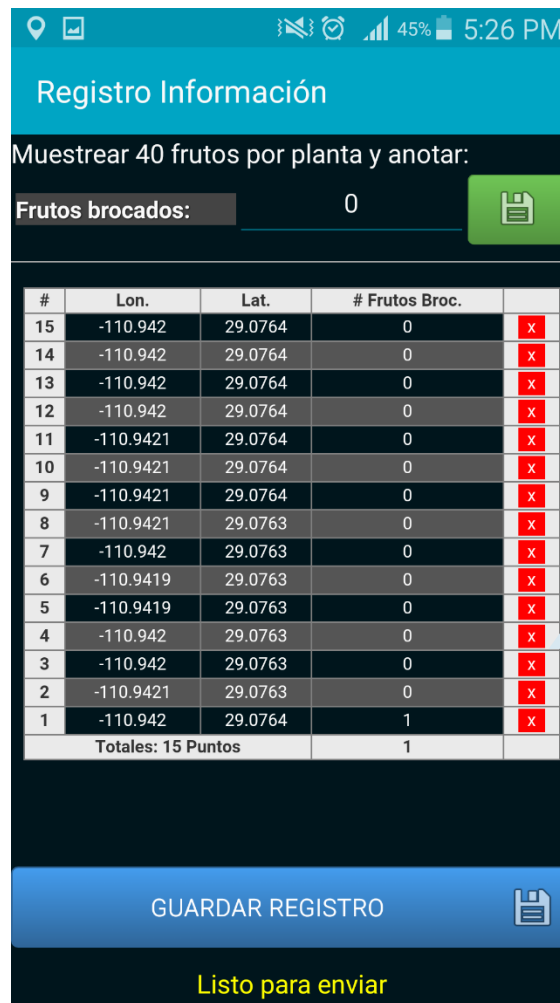 45% 5:26 PM
Registro Información
Muestrear 40 frutos por planta y anotar:
Frutos brocados: 0
# Lon. Lat. # Frutos Broc.
15 -110.942 29.0764 0 x
14 -110.942 29.0764 0 x
13 -110.942 29.0764 0 x
12 -110.942 29.0764 0 x
11 -110.9421 29.0764 0 x
10 -110.9421 29.0764 0 x
9 -110.9421 29.0764 0 x
8 -110.9421 29.0763 0 x
7 -110.942 29.0763 0 x
6 -110.9419 29.0763 0 x
5 -110.9419 29.0763 0 x
4 -110.942 29.0763 0 x
3 -110.942 29.0763 0 x
2 -110.9421 29.0763 0 x
1 -110.942 29.0764 1 x
Totales: 15 Puntos 1
GUARDAR REGISTRO
Listo para enviar